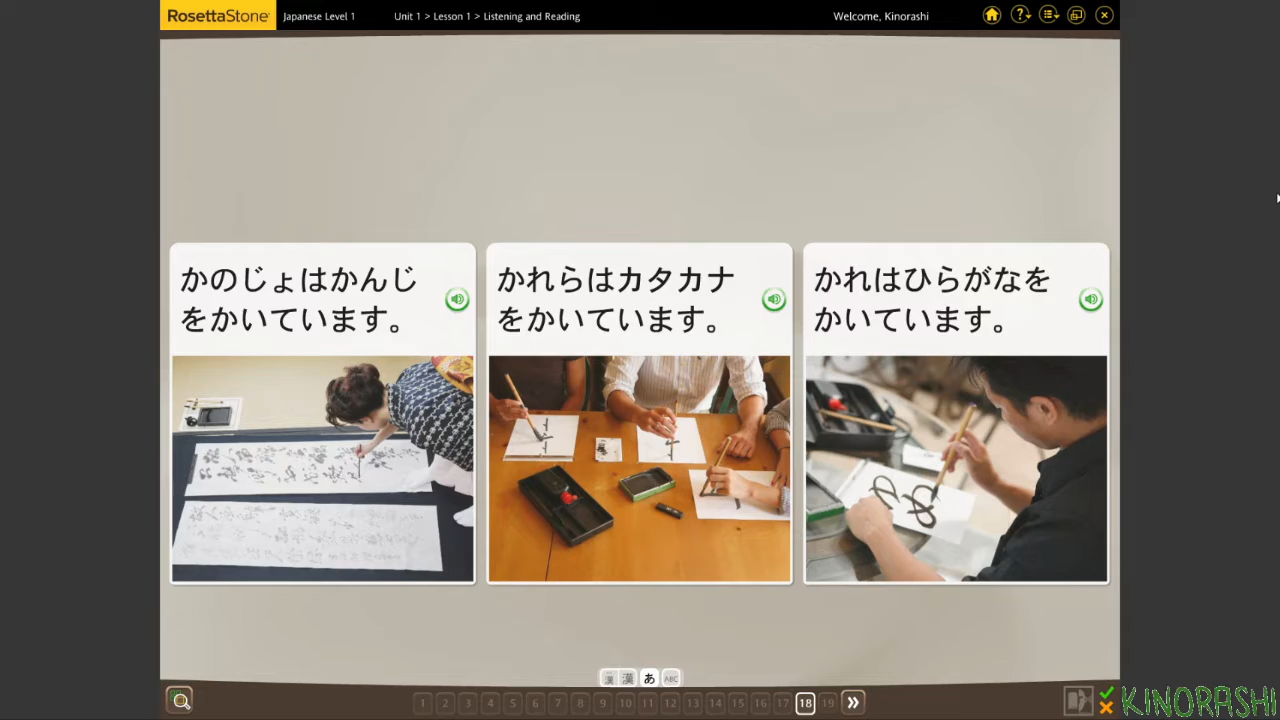 RosettaStone
Japanese Level 1
Unit 1 > Lesson 1 > Listening and Reading
Welcome, Kinorashi
かのじょはかんじ
をかいています。
かれらはカタカナ
をかいています。
かれはひらがなを
かいています。
漢 漢 あ ABC
1 2 3 4 5 6 7 8 9 10 11 12 13 14 15 16 17 18 19
KINORASHI